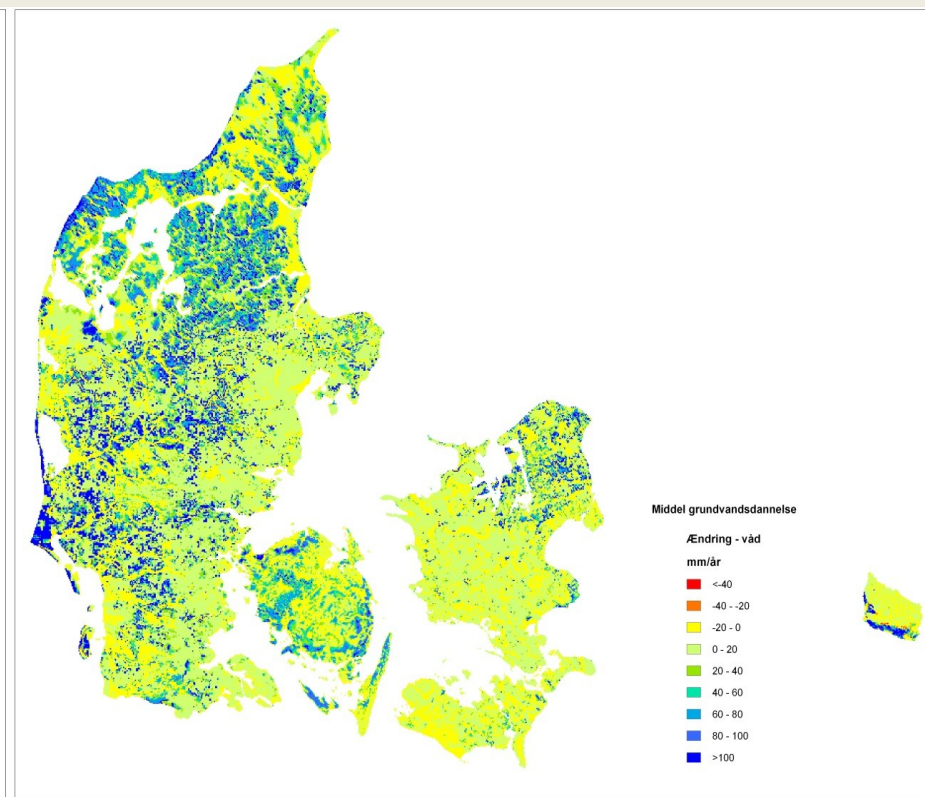 Middel grundvandsdannelse
Ændring - våd
mm/år
<-40
-40 - -20
-20 - 0
0 - 20
20 - 40
40 - 60
60 - 80
80 - 100
>100